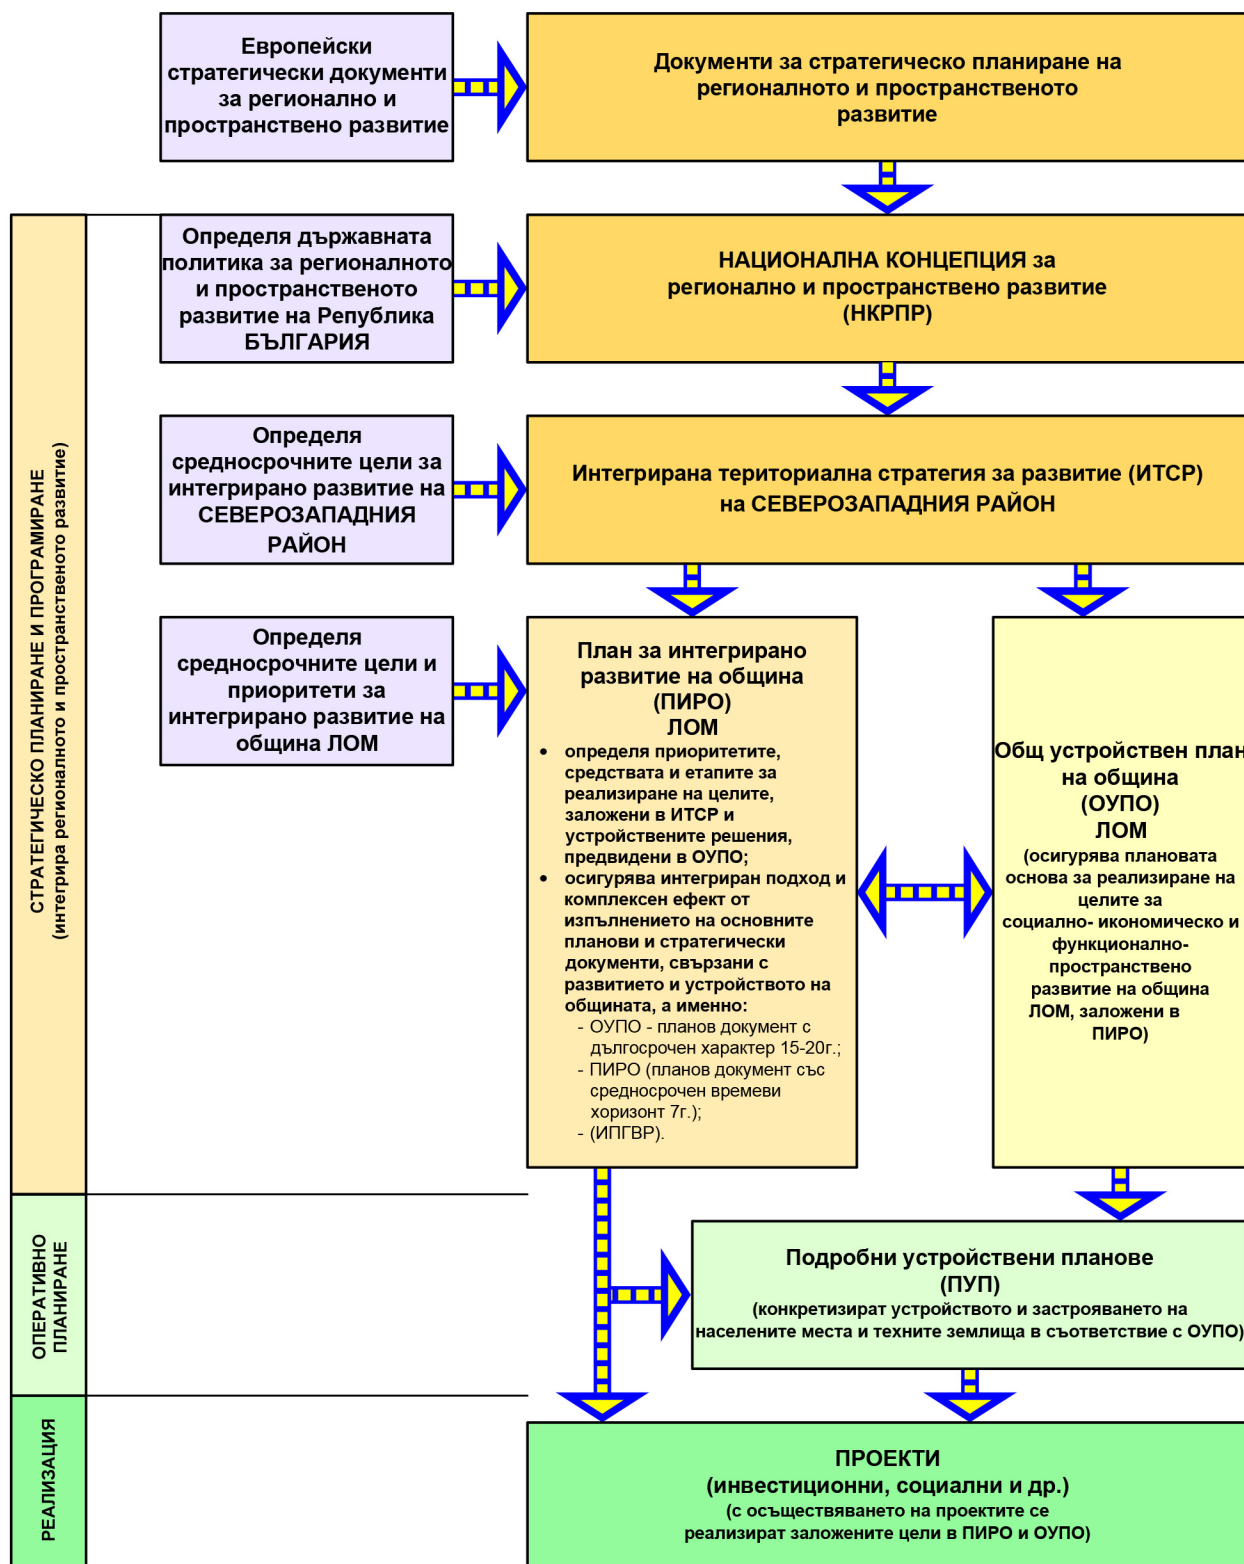 Европейски
стратегически документи
за регионално и
пространствено развитие
Документи за стратегическо планиране на
регионалното и пространственото
развитие
СТРАТЕГИЧЕСКО ПЛАНИРАНЕ И ПРОГРАМИРАНЕ
(интегрира регионалното и пространственото развитие)
Определя държавната
политика за регионалното
и пространственото
развитие на Република
БЪЛГАРИЯ
НАЦИОНАЛНА КОНЦЕПЦИЯ за
регионално и пространствено развитие
(НКРПР)
Определя
средносрочните цели за
интегрирано развитие на
СЕВЕРОЗАПАДНИЯ
РАЙОН
Интегрирана териториална стратегия за развитие (ИТСР)
на СЕВЕРОЗАПАДНИЯ РАЙОН
Определя
средносрочните цели и
приоритети за
интегрирано развитие на
община ЛОМ
План за интегрирано
развитие на община
(ПИРО)
ЛОМ
• определя приоритетите,
средствата и етапите за
реализиране на целите,
заложени в ИТСР и
устройствените решения,
предвидени в ОУПО;
• осигурява интегриран подход и
комплексен ефект от
изпълнението на основните
планови и стратегически
документи, свързани с
развитието и устройството на
общината, а именно:
- ОУПО - планов документ с
дългосрочен характер 15-20г.;
- ПИРО (планов документ със
средносрочен времеви
хоризонт 7г.);
- (ИПГВР).
Общ устройствен план
на община
(ОУПО)
ЛОМ
(осигурява плановата
основа за реализиране на
целите за
социално- икономическо и
функционално-
пространствено
развитие на община
ЛОМ, заложени в
ПИРО)
ОПЕРАТИВНО
ПЛАНИРАНЕ
Подробни устройствени планове
(ПУП)
(конкретизират устройството и застрояването на
населените места и техните землища в съответствие с ОУПО)
РЕАЛИЗАЦИЯ
ПРОЕКТИ
(инвестиционни, социални и др.)
(с осъществяването на проектите се
реализират заложените цели в ПИРО и ОУПО)